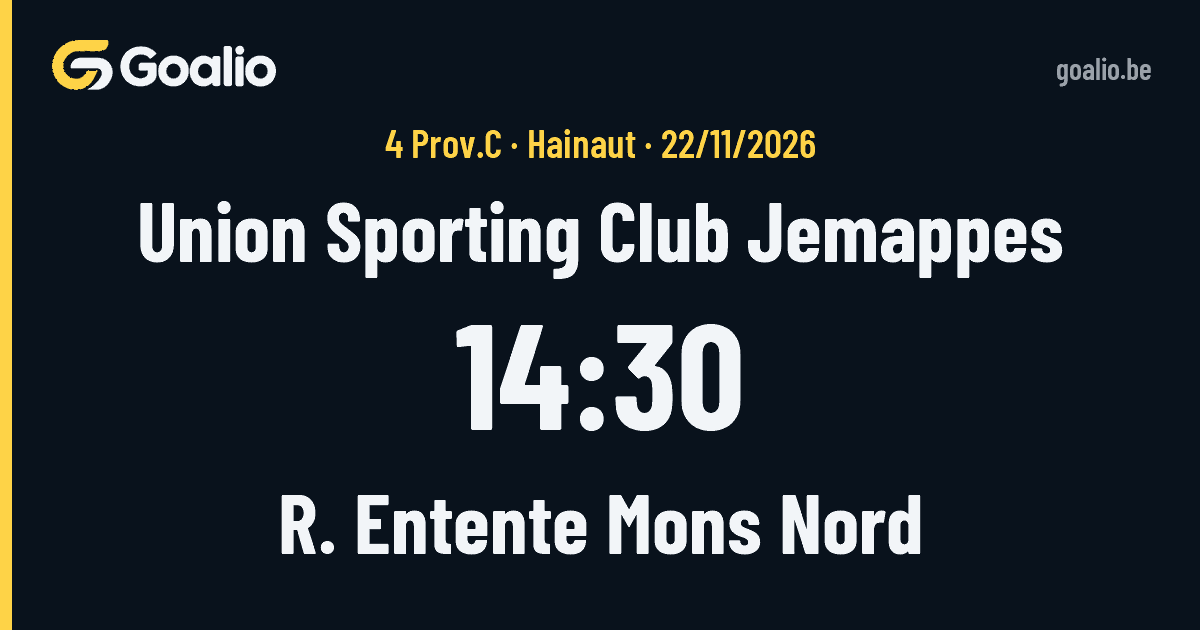 Goalio
goalio.be
4 Prov.C · Hainaut · 22/11/2026
Union Sporting Club Jemappes
14:30
R. Entente Mons Nord